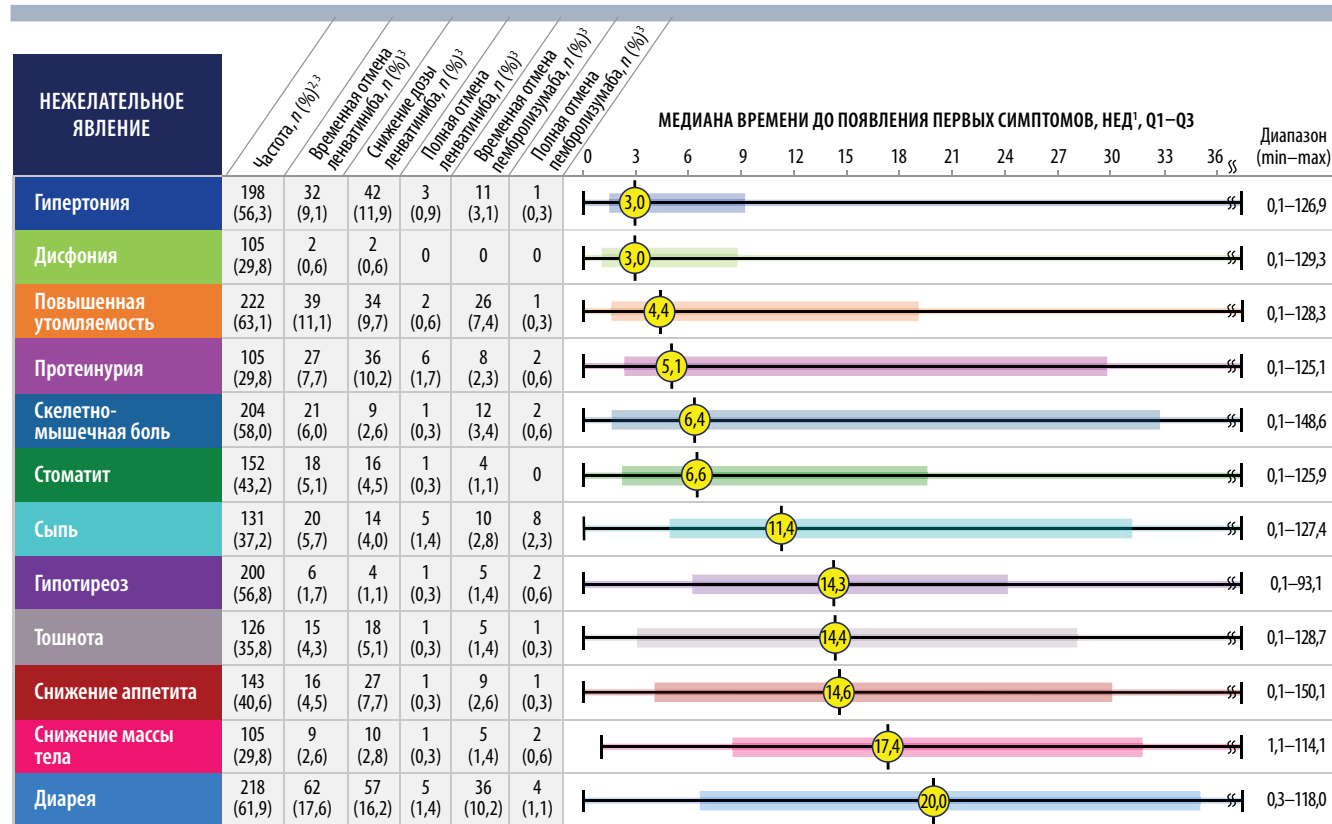 НЕЖЕЛАТЕЛЬНОЕ
ЯВЛЕНИЕ
Частота, n (%)²,³
Временная отмена
ленватиниба, n (%)³
Снижение дозы
ленватиниба, n (%)³
Полная отмена
ленватиниба, n (%)³
Временная отмена
пембролизумаба, n (%)³
Полная отмена
пембролизумаба, n (%)³
МЕДИАНА ВРЕМЕНИ ДО ПОЯВЛЕНИЯ ПЕРВЫХ СИМПТОМОВ, НЕД¹, Q1–Q3
0 3 6 9 12 15 18 21 24 27 30 33 36
Диапазон
(min–max)
Гипертония
198 32 42 3 11 1
(56,3) (9,1) (11,9) (0,9) (3,1) (0,3)
3,0
0,1–126,9
Дисфония
105 2 2 0 0 0
(29,8) (0,6) (0,6)
3,0
0,1–129,3
Повышенная
утомляемость
222 39 34 2 26 1
(63,1) (11,1) (9,7) (0,6) (7,4) (0,3)
4,4
0,1–128,3
Протеинурия
105 27 36 6 8 2
(29,8) (7,7) (10,2) (1,7) (2,3) (0,6)
5,1
0,1–125,1
Скелетно-
мышечная боль
204 21 9 1 12 2
(58,0) (6,0) (2,6) (0,3) (3,4) (0,6)
6,4
0,1–148,6
Стоматит
152 18 16 1 4 0
(43,2) (5,1) (4,5) (0,3) (1,1)
6,6
0,1–125,9
Сыпь
131 20 14 5 10 8
(37,2) (5,7) (4,0) (1,4) (2,8) (2,3)
11,4
0,1–127,4
Гипотиреоз
200 6 4 1 5 2
(56,8) (1,7) (1,1) (0,3) (1,4) (0,6)
14,3
0,1–93,1
Тошнота
126 15 18 1 5 1
(35,8) (4,3) (5,1) (0,3) (1,4) (0,3)
14,4
0,1–128,7
Снижение аппетита
143 16 27 1 9 1
(40,6) (4,5) (7,7) (0,3) (2,6) (0,3)
14,6
0,1–150,1
Снижение массы
тела
105 9 10 1 5 2
(29,8) (2,6) (2,8) (0,3) (1,4) (0,6)
17,4
1,1–114,1
Диарея
218 62 57 5 36 4
(61,9) (17,6) (16,2) (1,4) (10,2) (1,1)
20,0
0,3–118,0